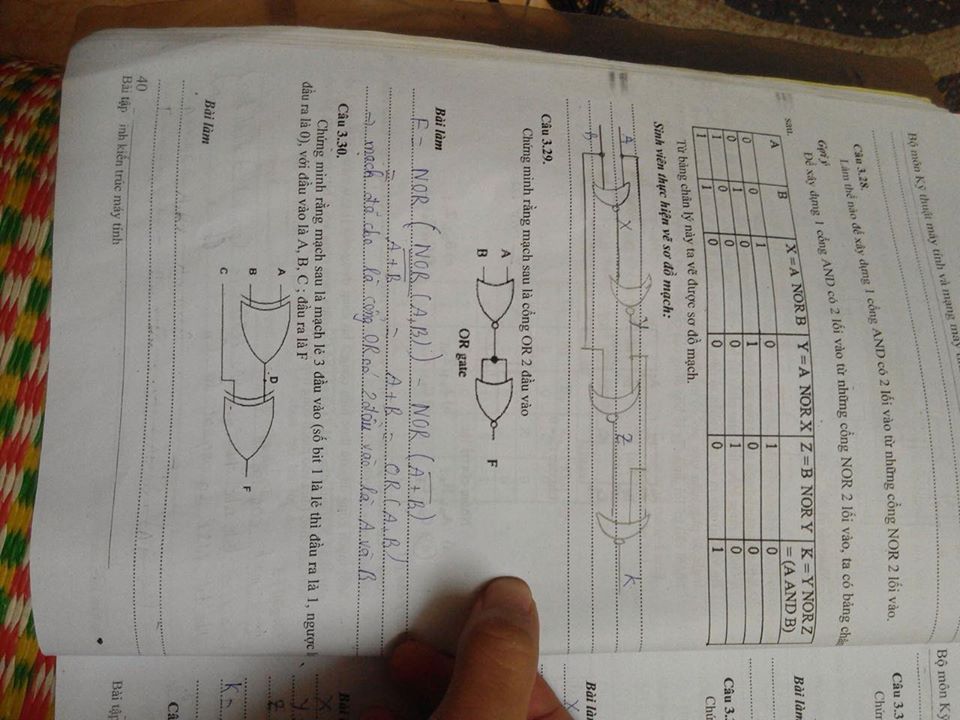 Bộ môn Kỹ thuật máy tính và mạng máy
Bộ môn Kỹ
Câu 3.28.
Làm thế nào để xây dựng 1 cổng AND có 2 lối vào từ những cổng NOR 2 lối vào.
Gợi ý
Để xây dựng 1 cổng AND có 2 lối vào từ những cổng NOR 2 lối vào, ta có bảng chân
sau.
A B X = A NOR B Y = A NOR X Z = B NOR Y K = Y NOR Z = (A AND B)
0 0 1 0 1 0
0 1 0 1 0 0
1 0 0 0 1 0
1 1 0 0 0 1
Từ bảng chân lý này ta vẽ được sơ đồ mạch.
Sinh viên thực hiện vẽ sơ đồ mạch:
A X Y Z K
B
Câu 3.29.
Chứng minh rằng mạch sau là cổng OR 2 đầu vào
A
B F
OR gate
Bài làm
F = NOR (NOR (A,B)) = NOR (A+B)
= A+B = A+B = OR (A,B)
=> mạch đã cho là cổng OR có 2 đầu vào là A và B
Câu 3.30.
Chứng minh rằng mạch sau là mạch lẻ 3 đầu vào (số bit 1 là lẻ thì đầu ra là 1, ngược
đầu ra là 0), với đầu vào là A, B, C ; đầu ra là F
A
D
B F
C
Bài làm
40
Bài tập
inh kiến trúc máy tính
Câu 3.3
Chứn
Bài làm
Câu 3.
Chứ
Bài là
X
Bài
X
Y
Z
K =
Câ
Bài tậ